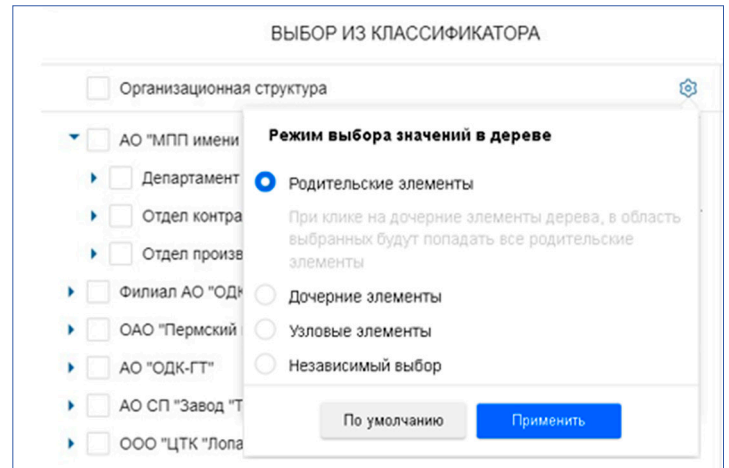 ВЫБОР ИЗ КЛАССИФИКАТОРА
Организационная структура
АО "МПП имени
Департамент
Отдел контра
Отдел произв
Филиал АО "ОДК
ОАО "Пермский
АО "ОДК-ГТ"
АО СП "Завод "Т
ООО "ЦТК "Лопа
Режим выбора значений в дереве
Родительские элементы
При клике на дочерние элементы дерева, в область
выбранных будут попадать все родительские
элементы
Дочерние элементы
Узловые элементы
Независимый выбор
По умолчанию
Применить